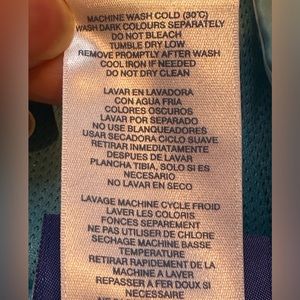 MACHINE WASH COLD (30°C)
WASH DARK COLOURS SEPARATELY
DO NOT BLEACH
TUMBLE DRY LOW
REMOVE PROMPTLY AFTER WASH
COOL IRON IF NEEDED
DO NOT DRY CLEAN
LAVAR EN LAVADORA
CON AGUA FRIA
COLORES OSCUROS
LAVAR POR SEPARADO
NO USE BLANQUEADORES
USAR SECADORA CICLO SUAVE
RETIRAR INMEDIATAMENTE
DESPUES DE LAVAR
PLANCHA TIBIA, SOLO SI ES
NECESARIO
NO LAVAR EN SECO
LAVAGE MACHINE CYCLE FROID
LAVER LES COLORIS
FONCES SEPAREMENT
NE PAS UTILISER DE CHLORE
SECHAGE MACHINE BASSE
TEMPERATURE
RETIRAR RAPIDEMENT DE LA
MACHINE A LAVER
REPASSER A FER DOUX SI
NECESSAIRE